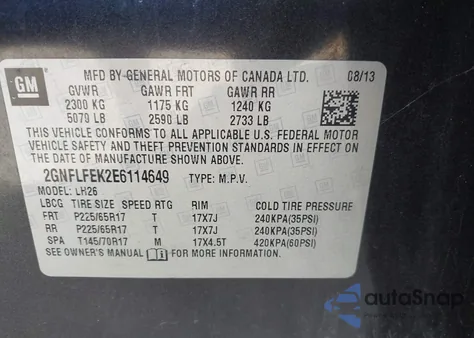 GM
MFD BY GENERAL MOTORS OF CANADA LTD. 08/13
GVWR GAWR FRT GAWR RR
2300 KG 1175 KG 1240 KG
5070 LB 2590 LB 2733 LB
THIS VEHICLE CONFORMS TO ALL APPLICABLE U.S. FEDERAL MOTOR
VEHICLE SAFETY AND THEFT PREVENTION STANDARDS IN EFFECT
ON THE DATE OF MANUFACTURE SHOWN ABOVE.
2GNFLFEK2E6114649 TYPE: M.P.V.
MODEL: LH26
LBCG TIRE SIZE SPEED RTG RIM COLD TIRE PRESSURE
FRT P225/65R17 T 17X7J 240KPA(35PSI)
RR P225/65R17 T 17X7J 240KPA(35PSI)
SPA T145/70R17 M 17X4.5T 420KPA(60PSI)
SEE OWNER'S MANUAL FOR MORE INFORMATION.
autoSnap